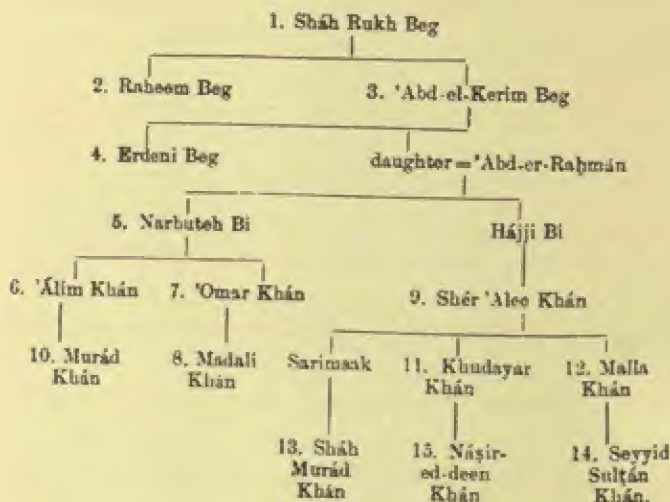 1. Sháh Rukh Beg
2. Raheem Beg 3. 'Abd-el-Kerim Beg
4. Erdeni Beg daughter = 'Abd-er-Raḥmán
5. Narbuteh Bi Hájji Bi
6. 'Álim Khán 7. 'Omar Khán 9. Shér 'Alee Khán
10. Murád 8. Madali Sarimsak 11. Khudayar 12. Malla
Khán Khán Khán Khán
13. Sháh 15. Náṣir- 14. Seyyid
Murád ed-deen Sulṭán
Khán Khán Khán.